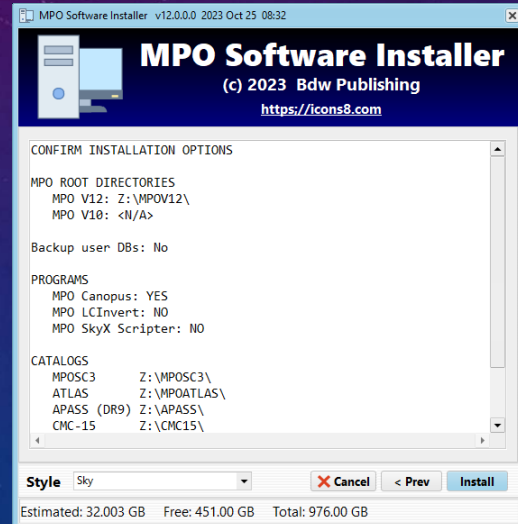 MPO Software Installer v12.0.0.0 2023 Oct 25 08:32
MPO Software Installer
(c) 2023 Bdw Publishing
https;//icons8.com
CONFIRM INSTALLATION OPTIONS
MPO ROOT DIRECTORIES
MPO V12: Z:\MPOV12\
MPO V10: <N/A>
Backup user DBs: No
PROGRAMS
MPO Canopus: YES
MPO LCInvert: NO
MPO SkyX Scripter: NO
CATALOGS
MPOSC3 Z:\MPOSC3\
ATLAS Z:\MPOATLAS\
APASS (DR9) Z:\APASS\
CMC-15 Z:\CMC15\
Style Sky Cancel < Prev Install
Estimated: 32.003 GB Free: 451.00 GB Total: 976.00 GB